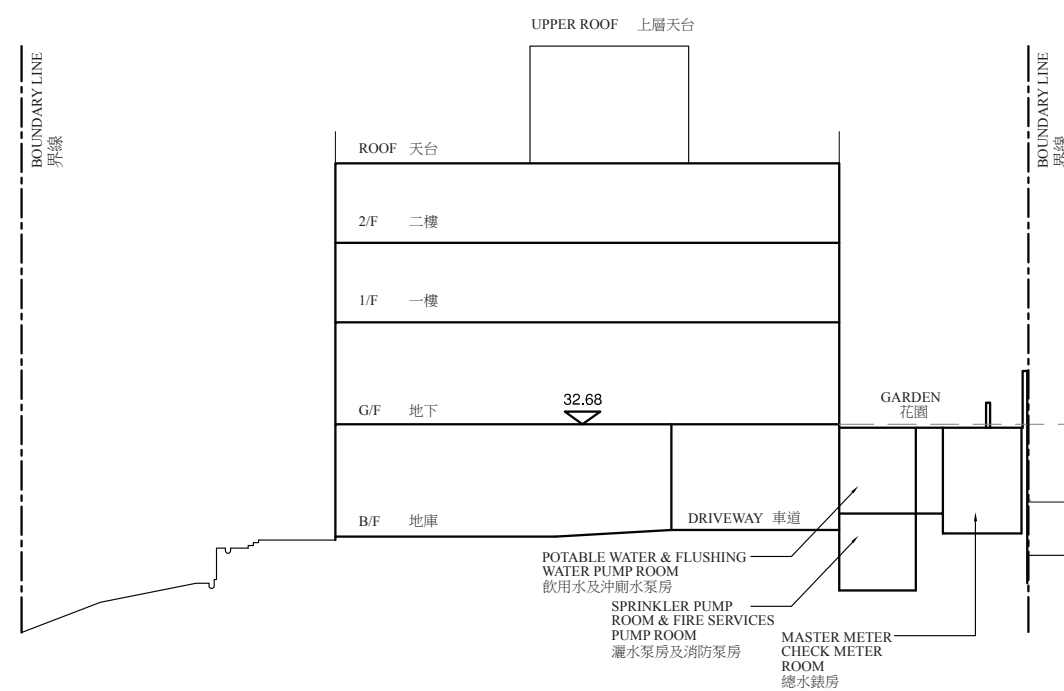 UPPER ROOF 上層天台
BOUNDARY LINE
界線
BOUNDARY LINE
界線
ROOF 天台
2/F 二樓
1/F 一樓
G/F 地下
32.68
GARDEN
花園
B/F 地庫
DRIVEWAY 車道
POTABLE WATER & FLUSHING
WATER PUMP ROOM
飲用水及沖廁水泵房
SPRINKLER PUMP
ROOM & FIRE SERVICES
PUMP ROOM
灑水泵房及消防泵房
MASTER METER
CHECK METER
ROOM
總水錶房